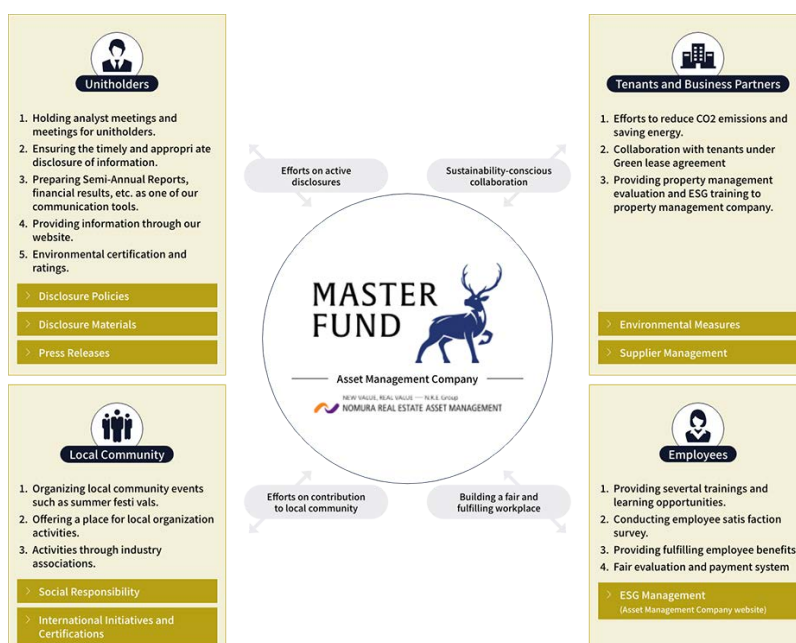 Unitholders
1. Holding analyst meetings and
meetings for unitholders.
2. Ensuring the timely and appropri ate
disclosure of information.
3. Preparing Semi-Annual Reports,
financial results, etc. as one of our
communication tools.
4. Providing information through our
website.
5. Environmental certification and
ratings.
Disclosure Policies
Disclosure Materials
Press Releases
Tenants and Business Partners
1. Efforts to reduce CO2 emissions and
saving energy.
2. Collaboration with tenants under
Green lease agreement
3. Providing property management
evaluation and ESG training to
property management company.
Environmental Measures
Supplier Management
Efforts on active
disclosures
Sustainability-conscious
collaboration
MASTER
FUND
Asset Management Company
NEW VALUE, REAL VALUE — N.R.E. Group
NOMURA REAL ESTATE ASSET MANAGEMENT
Efforts on contribution
to local community
Building a fair and
fulfilling workplace
Local Community
1. Organizing local community events
such as summer festi vals.
2. Offering a place for local organization
activities.
3. Activities through industry
associations.
Social Responsibility
International Initiatives and
Certifications
Employees
1. Providing severtal trainings and
learning opportunities.
2. Conducting employee satis faction
survey.
3. Providing fulfilling employee benefits
4. Fair evaluation and payment system
ESG Management
(Asset Management Company website)